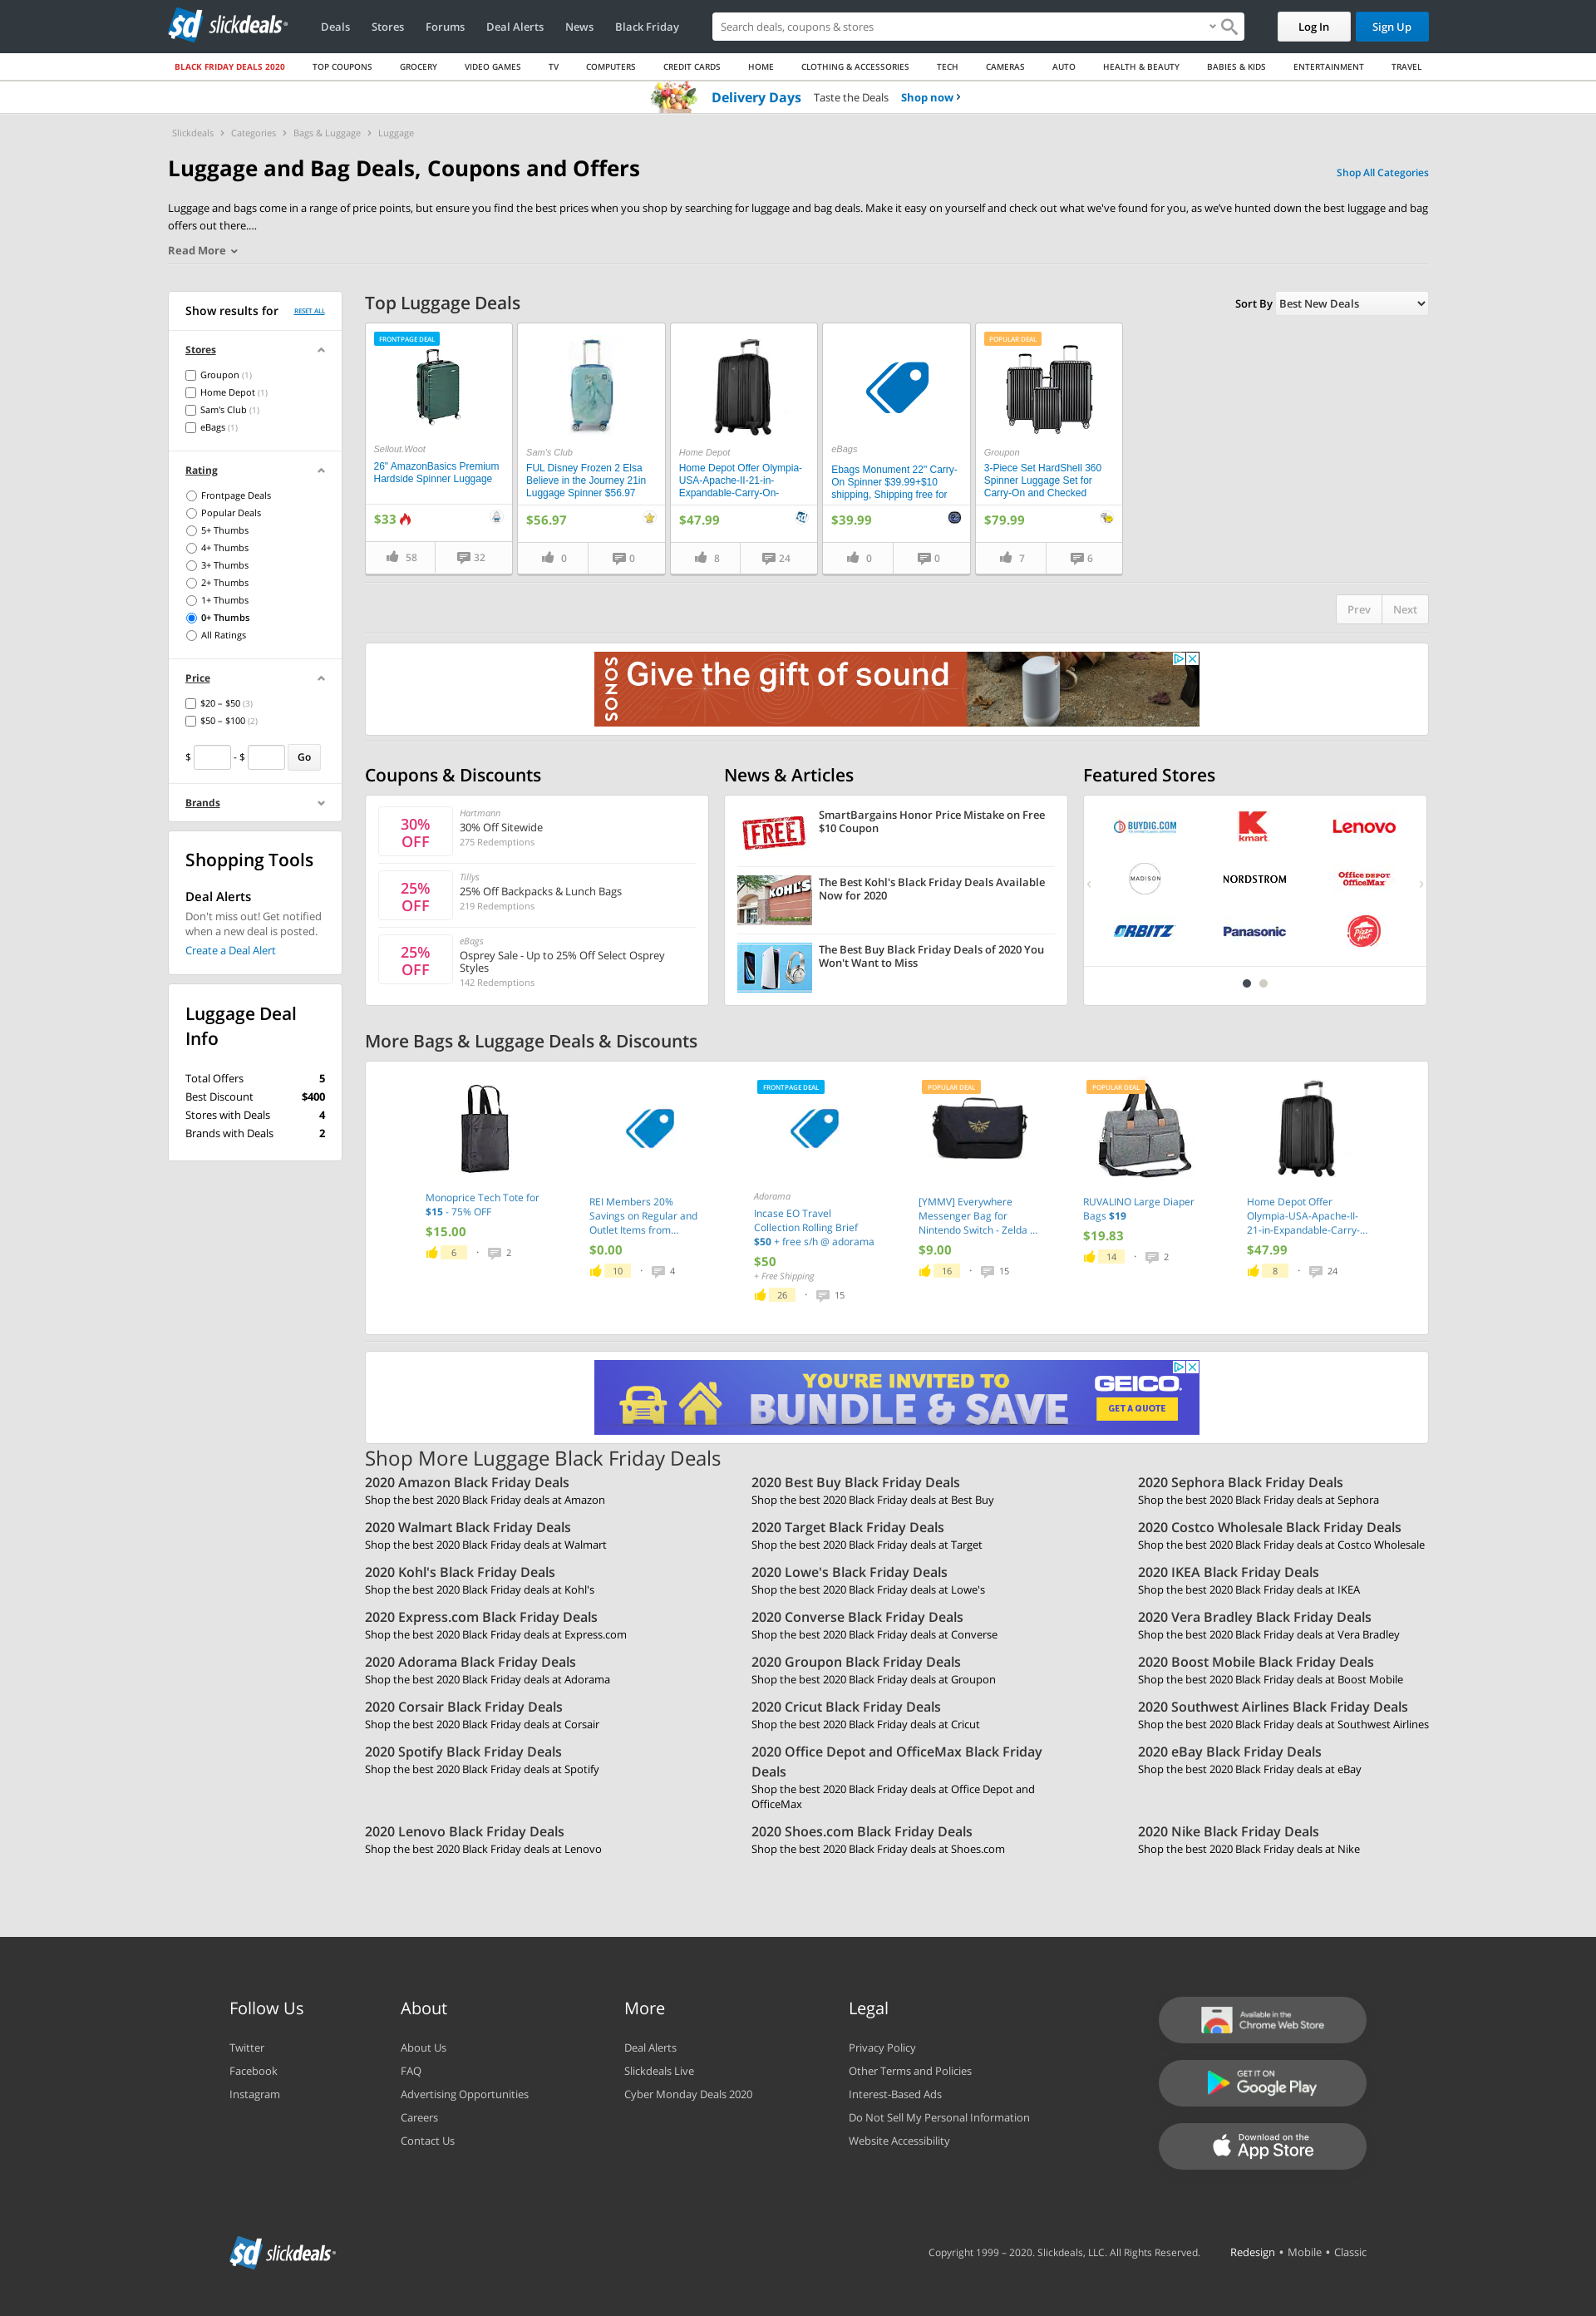 slickdeals
Deals Stores Forums Deal Alerts News Black Friday
Search deals, coupons & stores
Log In
Sign Up
BLACK FRIDAY DEALS 2020 TOP COUPONS GROCERY VIDEO GAMES TV COMPUTERS CREDIT CARDS HOME CLOTHING & ACCESSORIES TECH CAMERAS AUTO HEALTH & BEAUTY BABIES & KIDS ENTERTAINMENT TRAVEL
Delivery Days Taste the Deals Shop now ›
Slickdeals › Categories › Bags & Luggage › Luggage
Luggage and Bag Deals, Coupons and Offers
Shop All Categories
Luggage and bags come in a range of price points, but ensure you find the best prices when you shop by searching for luggage and bag deals. Make it easy on yourself and check out what we've found for you, as we've hunted down the best luggage and bag
offers out there....
Read More
Show results for RESET ALL
Stores
Groupon (1)
Home Depot (1)
Sam's Club (1)
eBags (1)
Rating
Frontpage Deals
Popular Deals
5+ Thumbs
4+ Thumbs
3+ Thumbs
2+ Thumbs
1+ Thumbs
0+ Thumbs
All Ratings
Price
$20 – $50 (3)
$50 – $100 (2)
$ - $ Go
Brands
Shopping Tools
Deal Alerts
Don't miss out! Get notified
when a new deal is posted.
Create a Deal Alert
Luggage Deal
Info
Total Offers 5
Best Discount $400
Stores with Deals 4
Brands with Deals 2
Top Luggage Deals
Sort By Best New Deals
FRONTPAGE DEAL
Sellout.Woot
26" AmazonBasics Premium
Hardside Spinner Luggage
$33
58 32
Sam's Club
FUL Disney Frozen 2 Elsa
Believe in the Journey 21in
Luggage Spinner $56.97
$56.97
0 0
Home Depot
Home Depot Offer Olympia-
USA-Apache-II-21-in-
Expandable-Carry-On-
$47.99
8 24
eBags
Ebags Monument 22" Carry-
On Spinner $39.99+$10
shipping, Shipping free for
$39.99
0 0
POPULAR DEAL
Groupon
3-Piece Set HardShell 360
Spinner Luggage Set for
Carry-On and Checked
$79.99
7 6
Prev Next
SONOS Give the gift of sound
Coupons & Discounts
30%
OFF
Hartmann
30% Off Sitewide
275 Redemptions
25%
OFF
Tillys
25% Off Backpacks & Lunch Bags
219 Redemptions
25%
OFF
eBags
Osprey Sale - Up to 25% Off Select Osprey
Styles
142 Redemptions
News & Articles
FREE
SmartBargains Honor Price Mistake on Free
$10 Coupon
KOHL'S
The Best Kohl's Black Friday Deals Available
Now for 2020
The Best Buy Black Friday Deals of 2020 You
Won't Want to Miss
Featured Stores
BUYDIG.COM Kmart Lenovo
MADISON NORDSTROM Office DEPOT
OfficeMax
ORBITZ Panasonic Pizza Hut
More Bags & Luggage Deals & Discounts
Monoprice Tech Tote for
$15 - 75% OFF
$15.00
6 · 2
REI Members 20%
Savings on Regular and
Outlet Items from...
$0.00
10 · 4
FRONTPAGE DEAL
Adorama
Incase EO Travel
Collection Rolling Brief
$50 + free s/h @ adorama
$50
+ Free Shipping
26 · 15
POPULAR DEAL
[YMMV] Everywhere
Messenger Bag for
Nintendo Switch - Zelda ...
$9.00
16 · 15
POPULAR DEAL
RUVALINO Large Diaper
Bags $19
$19.83
14 · 2
Home Depot Offer
Olympia-USA-Apache-II-
21-in-Expandable-Carry-...
$47.99
8 · 24
YOU'RE INVITED TO
BUNDLE & SAVE
GEICO.
GET A QUOTE
Shop More Luggage Black Friday Deals
2020 Amazon Black Friday Deals
Shop the best 2020 Black Friday deals at Amazon
2020 Best Buy Black Friday Deals
Shop the best 2020 Black Friday deals at Best Buy
2020 Sephora Black Friday Deals
Shop the best 2020 Black Friday deals at Sephora
2020 Walmart Black Friday Deals
Shop the best 2020 Black Friday deals at Walmart
2020 Target Black Friday Deals
Shop the best 2020 Black Friday deals at Target
2020 Costco Wholesale Black Friday Deals
Shop the best 2020 Black Friday deals at Costco Wholesale
2020 Kohl's Black Friday Deals
Shop the best 2020 Black Friday deals at Kohl's
2020 Lowe's Black Friday Deals
Shop the best 2020 Black Friday deals at Lowe's
2020 IKEA Black Friday Deals
Shop the best 2020 Black Friday deals at IKEA
2020 Express.com Black Friday Deals
Shop the best 2020 Black Friday deals at Express.com
2020 Converse Black Friday Deals
Shop the best 2020 Black Friday deals at Converse
2020 Vera Bradley Black Friday Deals
Shop the best 2020 Black Friday deals at Vera Bradley
2020 Adorama Black Friday Deals
Shop the best 2020 Black Friday deals at Adorama
2020 Groupon Black Friday Deals
Shop the best 2020 Black Friday deals at Groupon
2020 Boost Mobile Black Friday Deals
Shop the best 2020 Black Friday deals at Boost Mobile
2020 Corsair Black Friday Deals
Shop the best 2020 Black Friday deals at Corsair
2020 Cricut Black Friday Deals
Shop the best 2020 Black Friday deals at Cricut
2020 Southwest Airlines Black Friday Deals
Shop the best 2020 Black Friday deals at Southwest Airlines
2020 Spotify Black Friday Deals
Shop the best 2020 Black Friday deals at Spotify
2020 Office Depot and OfficeMax Black Friday
Deals
Shop the best 2020 Black Friday deals at Office Depot and
OfficeMax
2020 eBay Black Friday Deals
Shop the best 2020 Black Friday deals at eBay
2020 Lenovo Black Friday Deals
Shop the best 2020 Black Friday deals at Lenovo
2020 Shoes.com Black Friday Deals
Shop the best 2020 Black Friday deals at Shoes.com
2020 Nike Black Friday Deals
Shop the best 2020 Black Friday deals at Nike
Follow Us
Twitter
Facebook
Instagram
About
About Us
FAQ
Advertising Opportunities
Careers
Contact Us
More
Deal Alerts
Slickdeals Live
Cyber Monday Deals 2020
Legal
Privacy Policy
Other Terms and Policies
Interest-Based Ads
Do Not Sell My Personal Information
Website Accessibility
Available in the
Chrome Web Store
GET IT ON
Google Play
Download on the
App Store
slickdeals
Copyright 1999 – 2020. Slickdeals, LLC. All Rights Reserved.
Redesign • Mobile • Classic